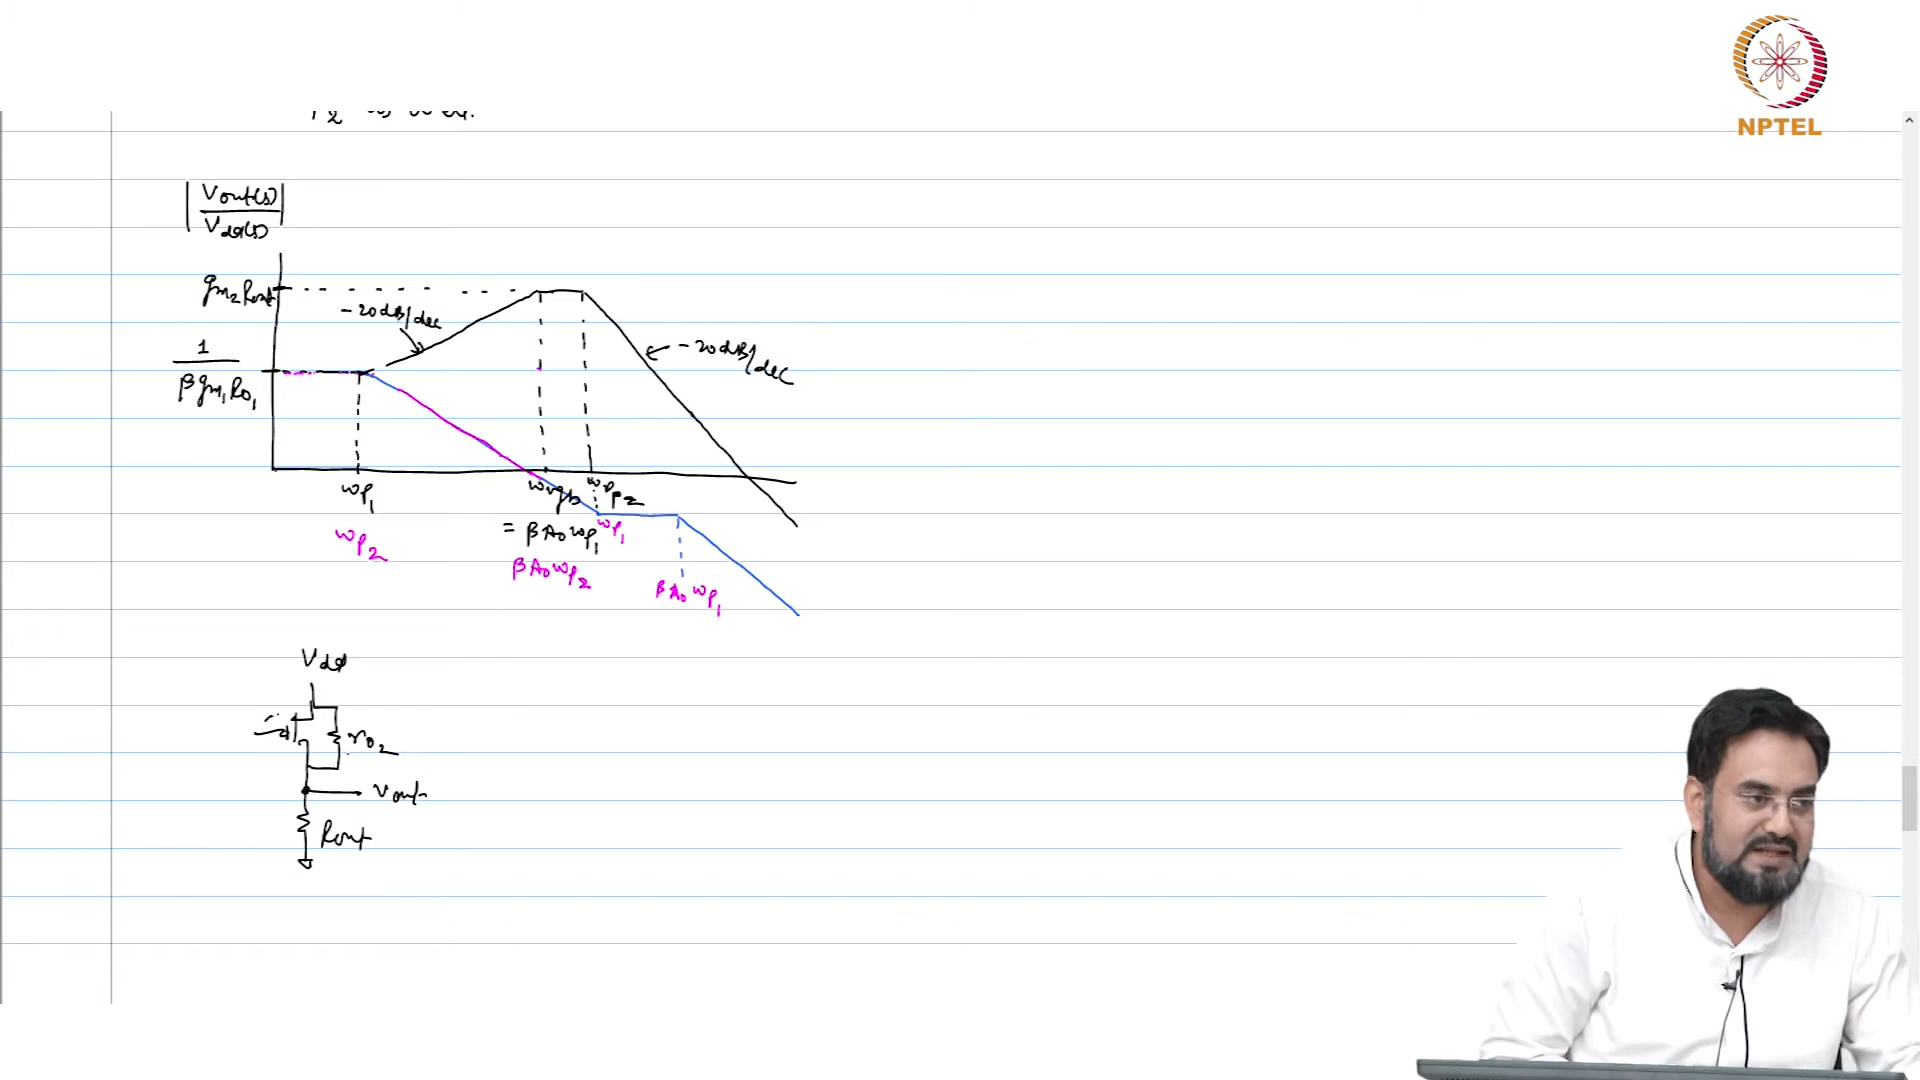 NPTEL
|Vout(s)
Vdd(s)|
gm₂Rout
-20dB/dec
1
βgm₁Ro₁
-20dB/dec
ωp₁
ωugb
ωp₂
= βA₀ωp₁
ωp₁
ωp₂
βA₀ωp₂
βA₀ωp₁
Vdd
ro₂
Vout
Rout